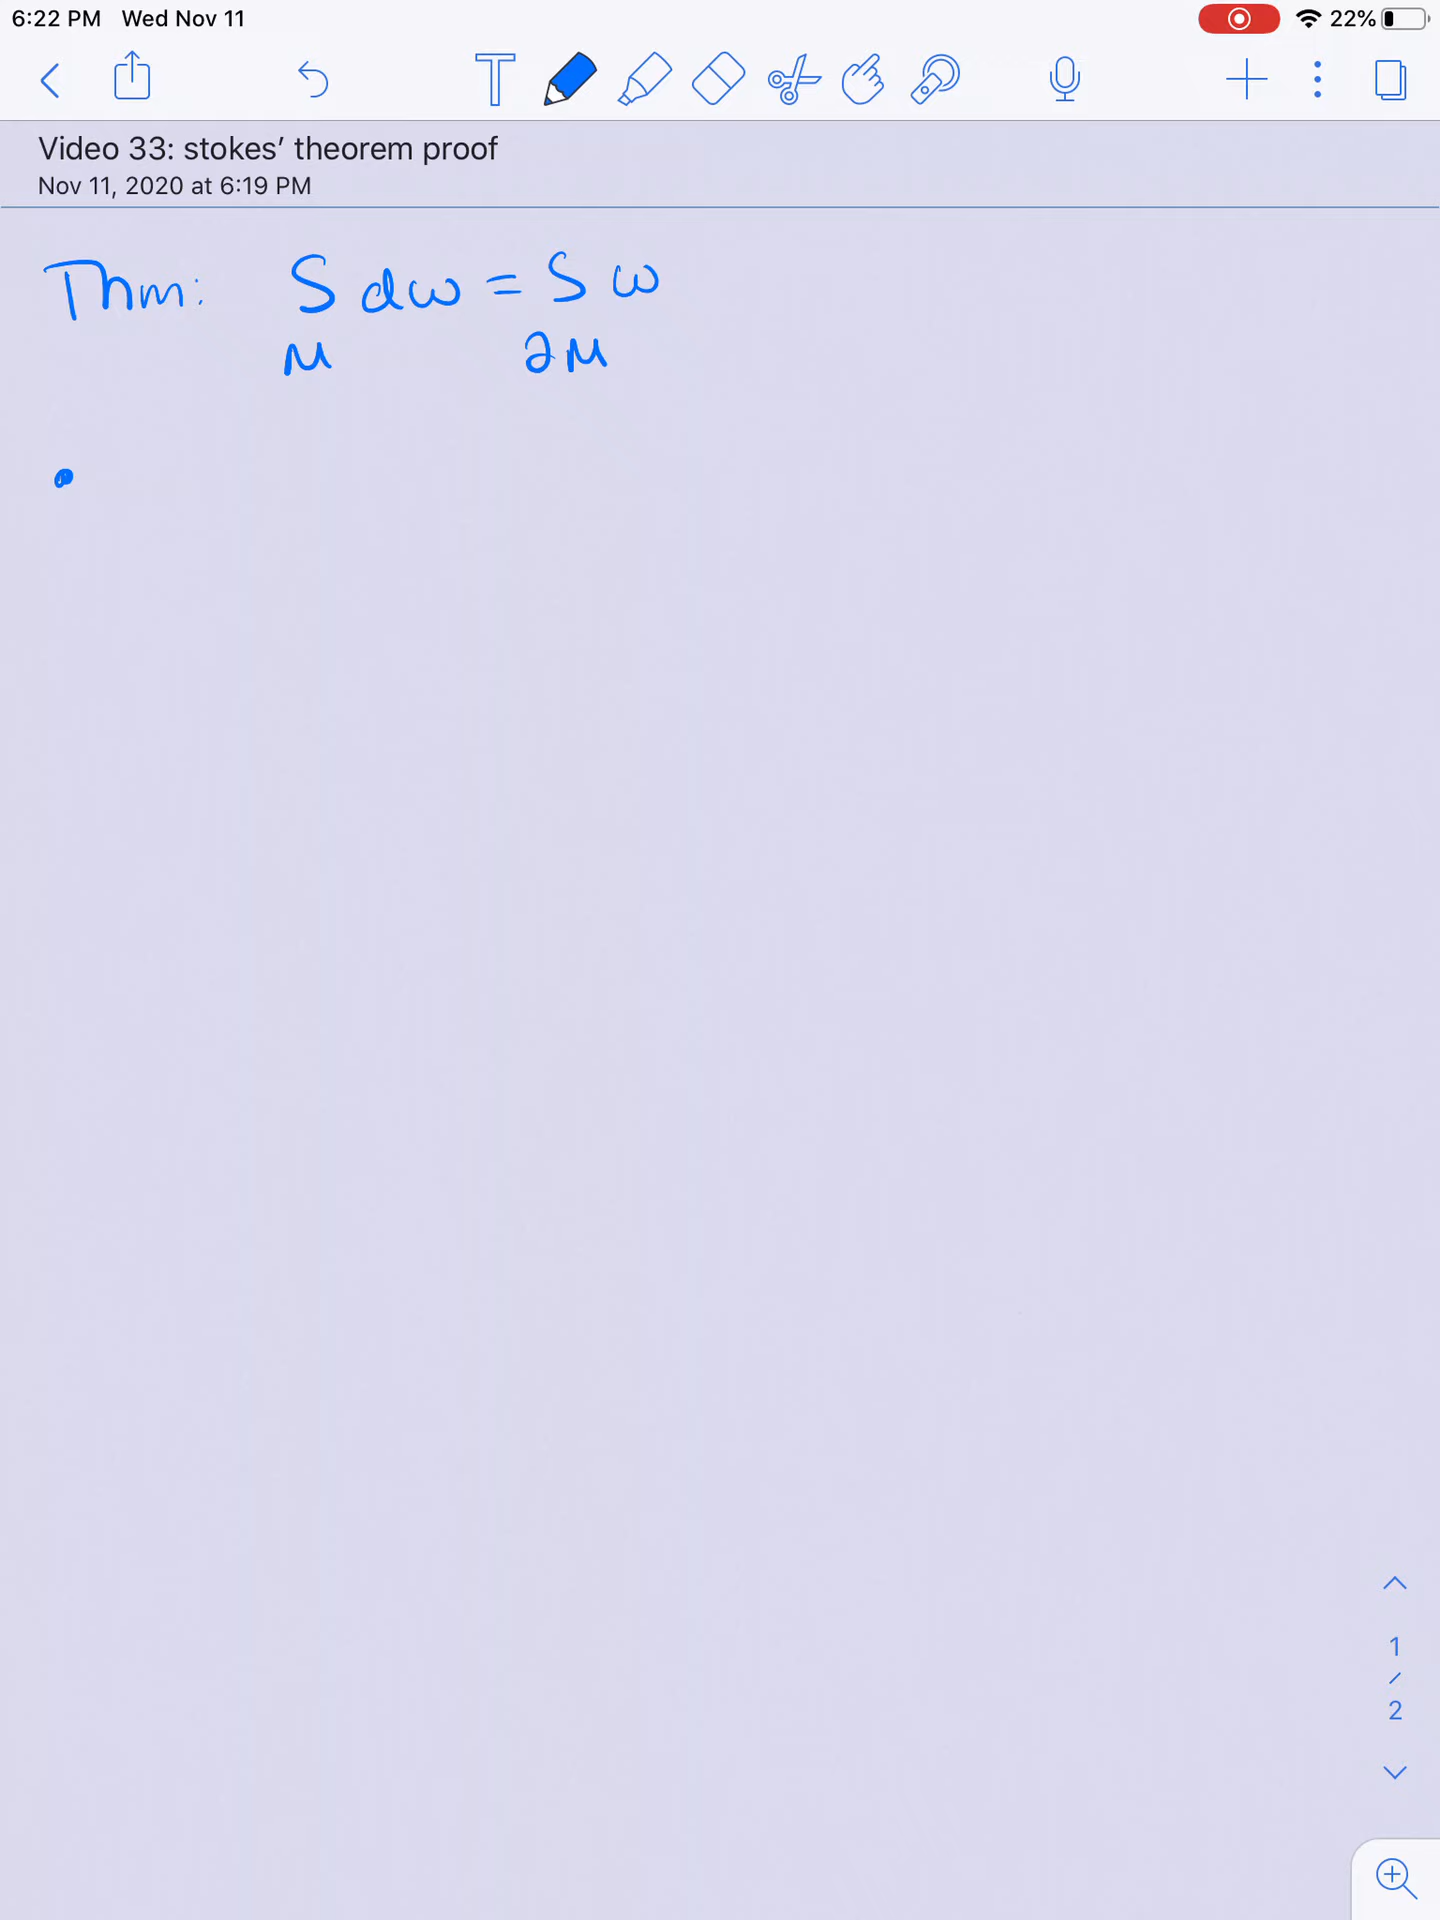 6:22 PM Wed Nov 11 22%
T
Video 33: stokes’ theorem proof
Nov 11, 2020 at 6:19 PM
Thm: ∫ dω = ∫ ω
M ∂M
1
/
2